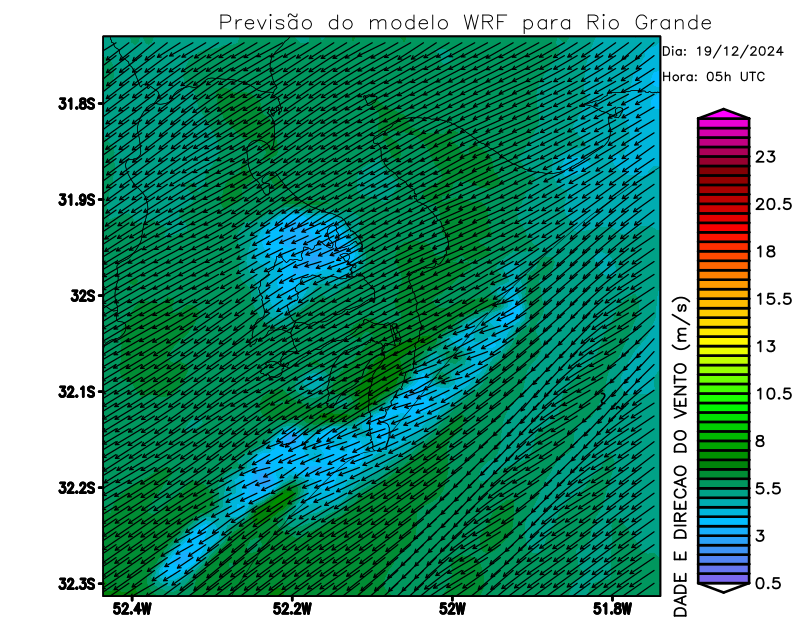 Previsão do modelo WRF para Rio Grande
Dia: 19/12/2024
Hora: 05h UTC
31.8S
31.9S
32S
32.1S
32.2S
32.3S
52.4W
52.2W
52W
51.8W
23
20.5
18
15.5
13
10.5
8
5.5
3
0.5
DADE E DIRECAO DO VENTO (m/s)